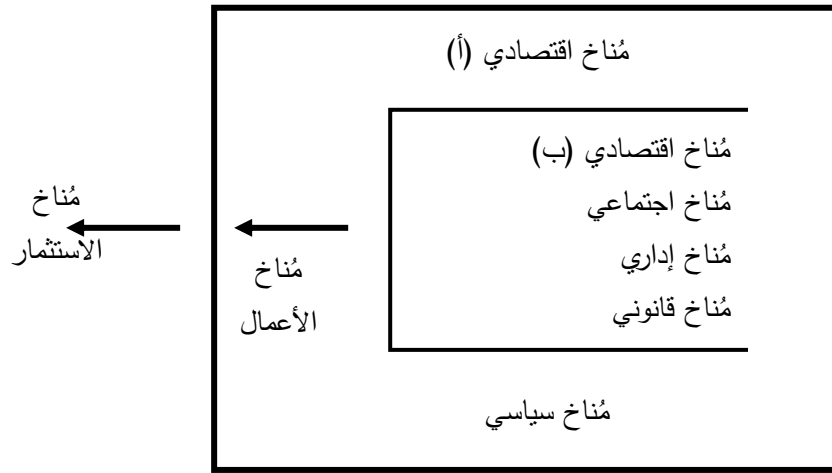 مُناخ اقتصادي (أ)
مُناخ اقتصادي (ب)
مُناخ اجتماعي
مُناخ إداري
مُناخ قانوني
مُناخ سياسي
مُناخ
الأعمال
مُناخ
الاستثمار